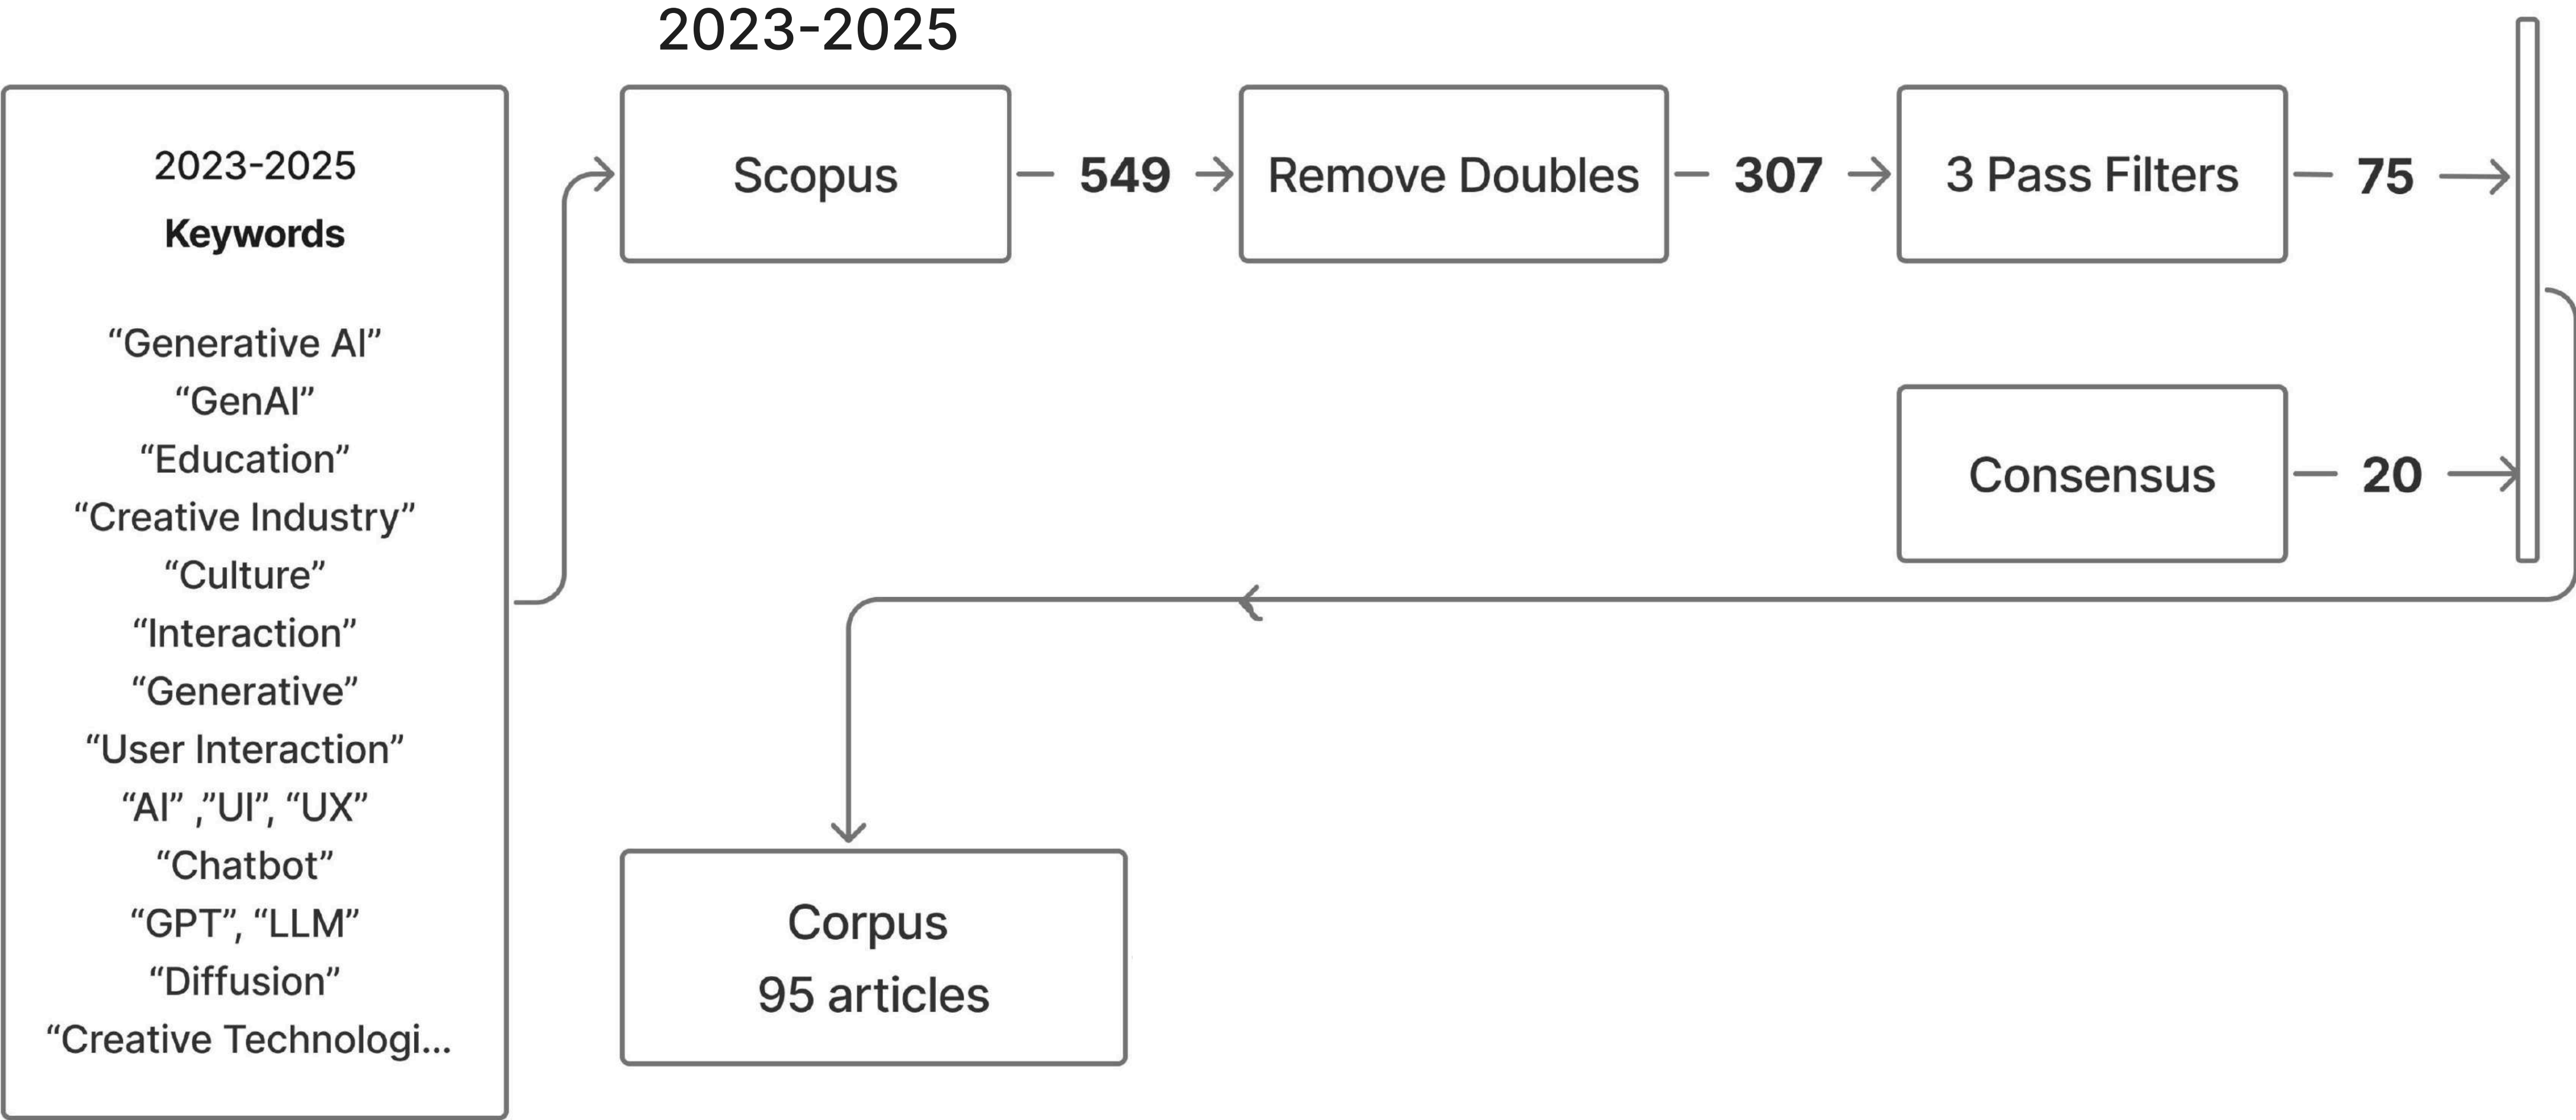 2023-2025
2023-2025
Keywords
“Generative AI”
“GenAI”
“Education”
“Creative Industry”
“Culture”
“Interaction”
“Generative”
“User Interaction”
“AI” ,”UI”, “UX”
“Chatbot”
“GPT”, “LLM”
“Diffusion”
“Creative Technologi...
Scopus
549
Remove Doubles
307
3 Pass Filters
75
Consensus
20
Corpus
95 articles